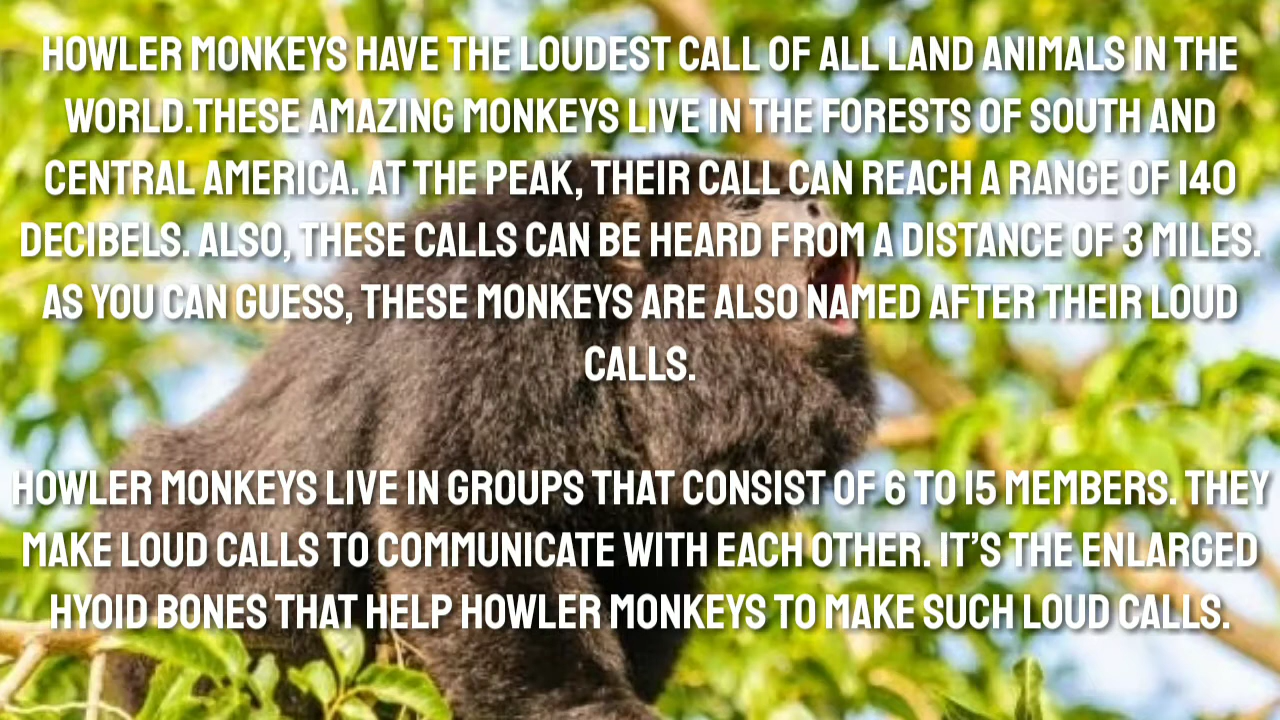 HOWLER MONKEYS HAVE THE LOUDEST CALL OF ALL LAND ANIMALS IN THE
WORLD.THESE AMAZING MONKEYS LIVE IN THE FORESTS OF SOUTH AND
CENTRAL AMERICA. AT THE PEAK, THEIR CALL CAN REACH A RANGE OF 140
DECIBELS. ALSO, THESE CALLS CAN BE HEARD FROM A DISTANCE OF 3 MILES.
AS YOU CAN GUESS, THESE MONKEYS ARE ALSO NAMED AFTER THEIR LOUD
CALLS.
HOWLER MONKEYS LIVE IN GROUPS THAT CONSIST OF 6 TO 15 MEMBERS. THEY
MAKE LOUD CALLS TO COMMUNICATE WITH EACH OTHER. IT’S THE ENLARGED
HYOID BONES THAT HELP HOWLER MONKEYS TO MAKE SUCH LOUD CALLS.